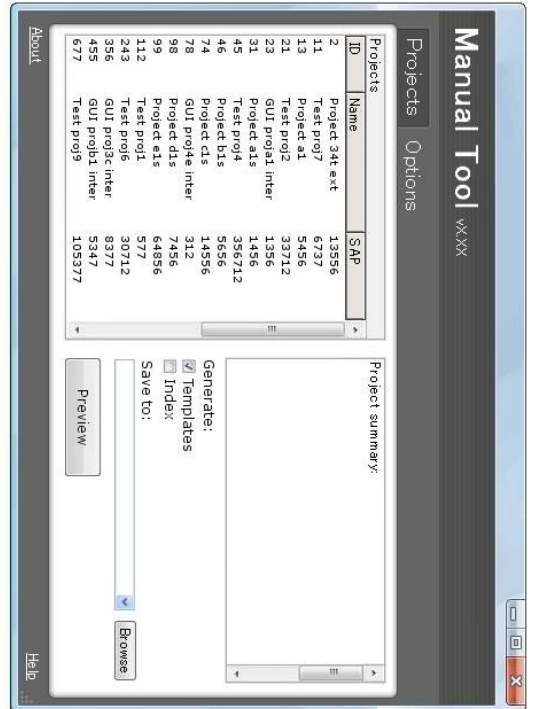 Manual Tool vX.XX
Projects Options
Projects
ID Name SAP
2 Project 34t ext 13556
11 Test proj7 6737
13 Project a1 5456
21 Test proj2 33712
23 GUI proja1 inter 1356
31 Project a1s 1456
45 Test proj4 356712
46 Project b1s 5656
74 Project c1s 14556
78 GUI proj4e inter 312
98 Project d1s 7456
99 Project e1s 64856
112 Test proj1 577
243 Test proj6 30712
356 GUI proj3c inter 8377
455 GUI projb1 inter 5347
677 Test proj9 105377
Project summary:
Generate:
Templates
Index
Save to:
Browse
Preview
About
Help